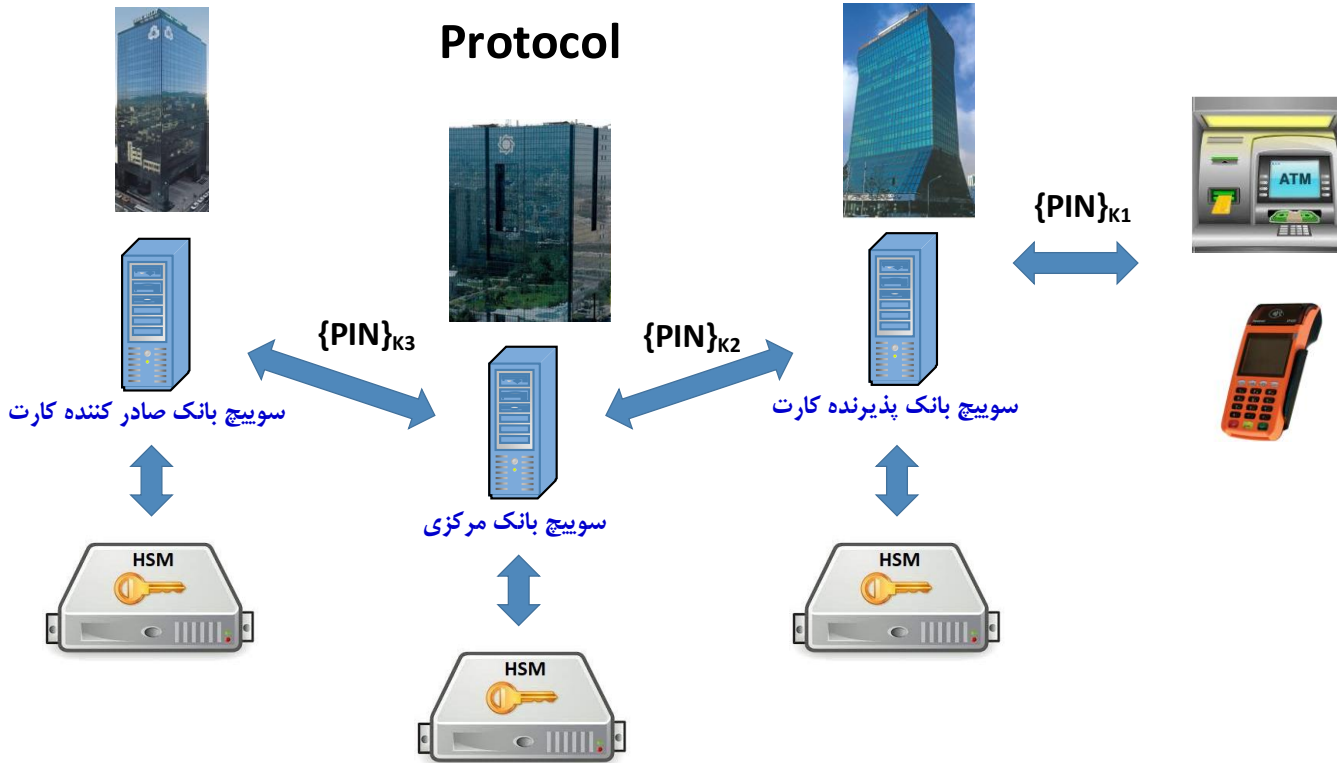 Protocol
ATM
{PIN}K1
{PIN}K3
{PIN}K2
سوییچ بانک صادر کننده کارت
سوییچ بانک پذیرنده کارت
سوییچ بانک مرکزی
HSM
HSM
HSM